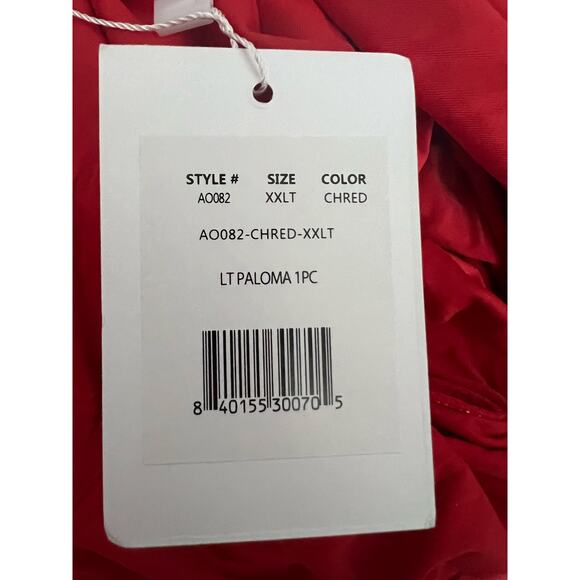 STYLE # SIZE COLOR
AO082 XXLT CHRED
AO082-CHRED-XXLT
LT PALOMA 1PC
8 40155 30070 5